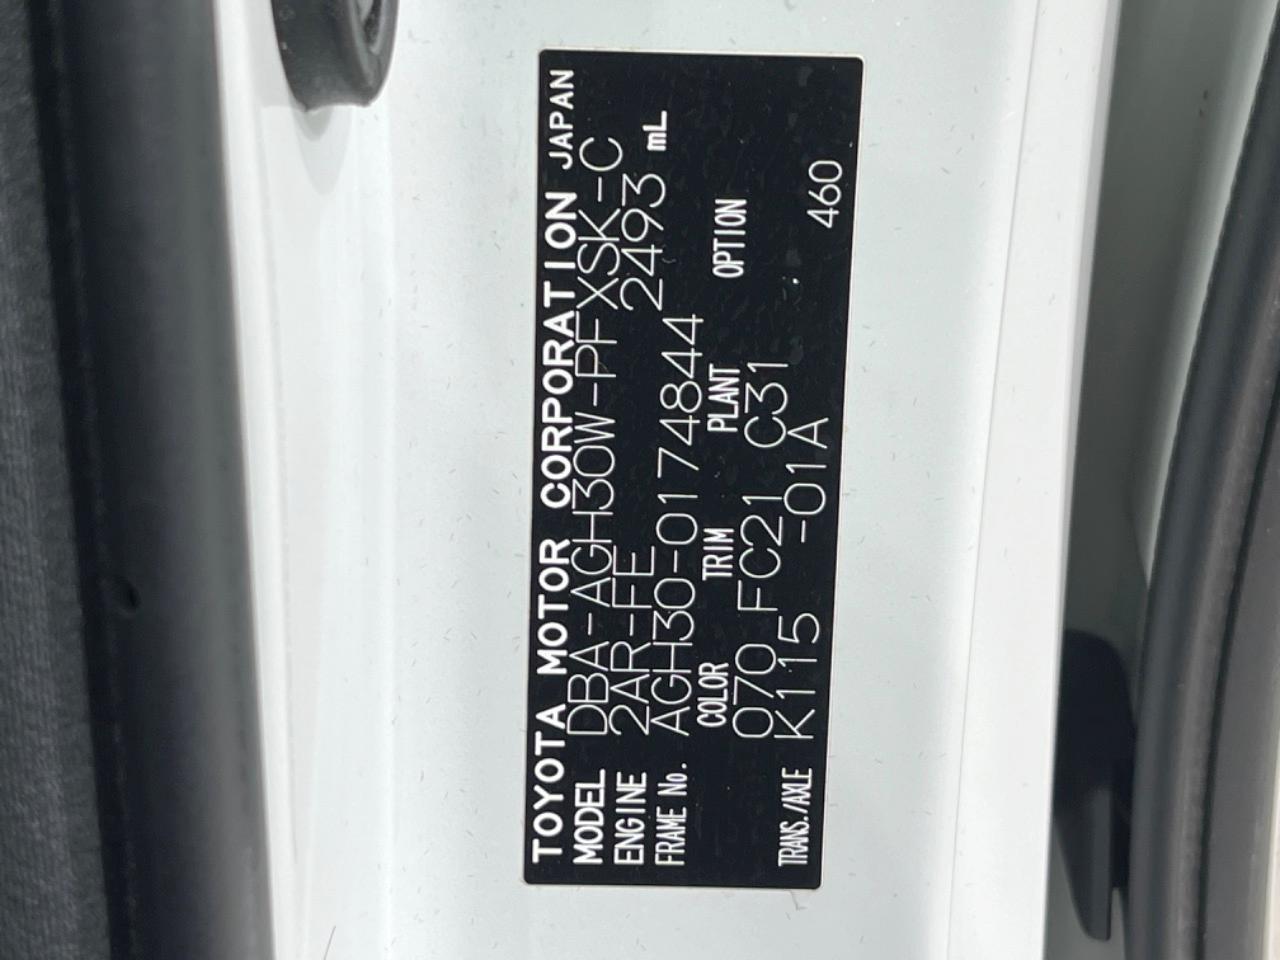 TOYOTA MOTOR CORPORATION JAPAN
MODEL DBA-AGH30W-PFXSK-C
ENGINE 2AR-FE 2493 mL
FRAME No. AGH30-0174844
COLOR TRIM PLANT OPTION
070 FC21 C31
TRANS./AXLE K115 -01A 460